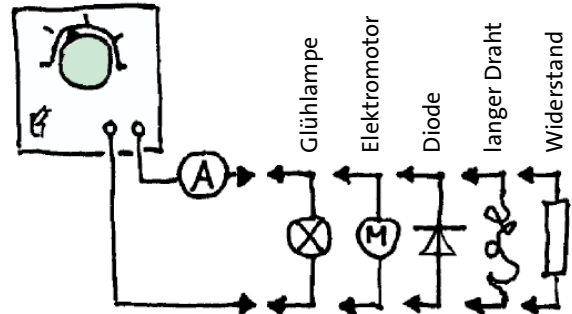 Glühlampe
Elektromotor
Diode
langer Draht
Widerstand
A
M